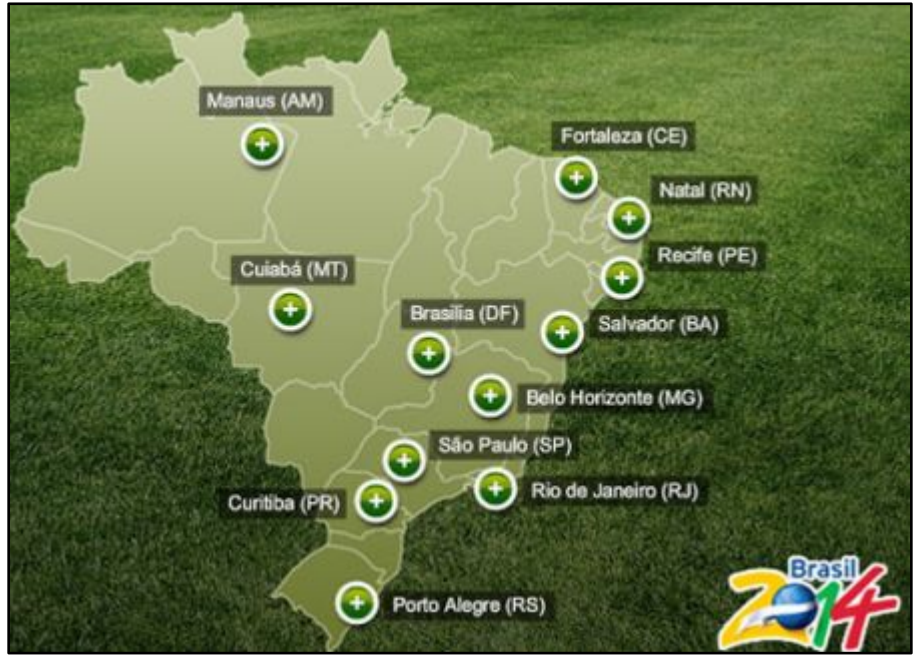 Manaus (AM)
Fortaleza (CE)
Natal (RN)
Recife (PE)
Cuiabá (MT)
Brasilia (DF)
Salvador (BA)
Belo Horizonte (MG)
São Paulo (SP)
Rio de Janeiro (RJ)
Curitiba (PR)
Porto Alegre (RS)
Brasil
2014